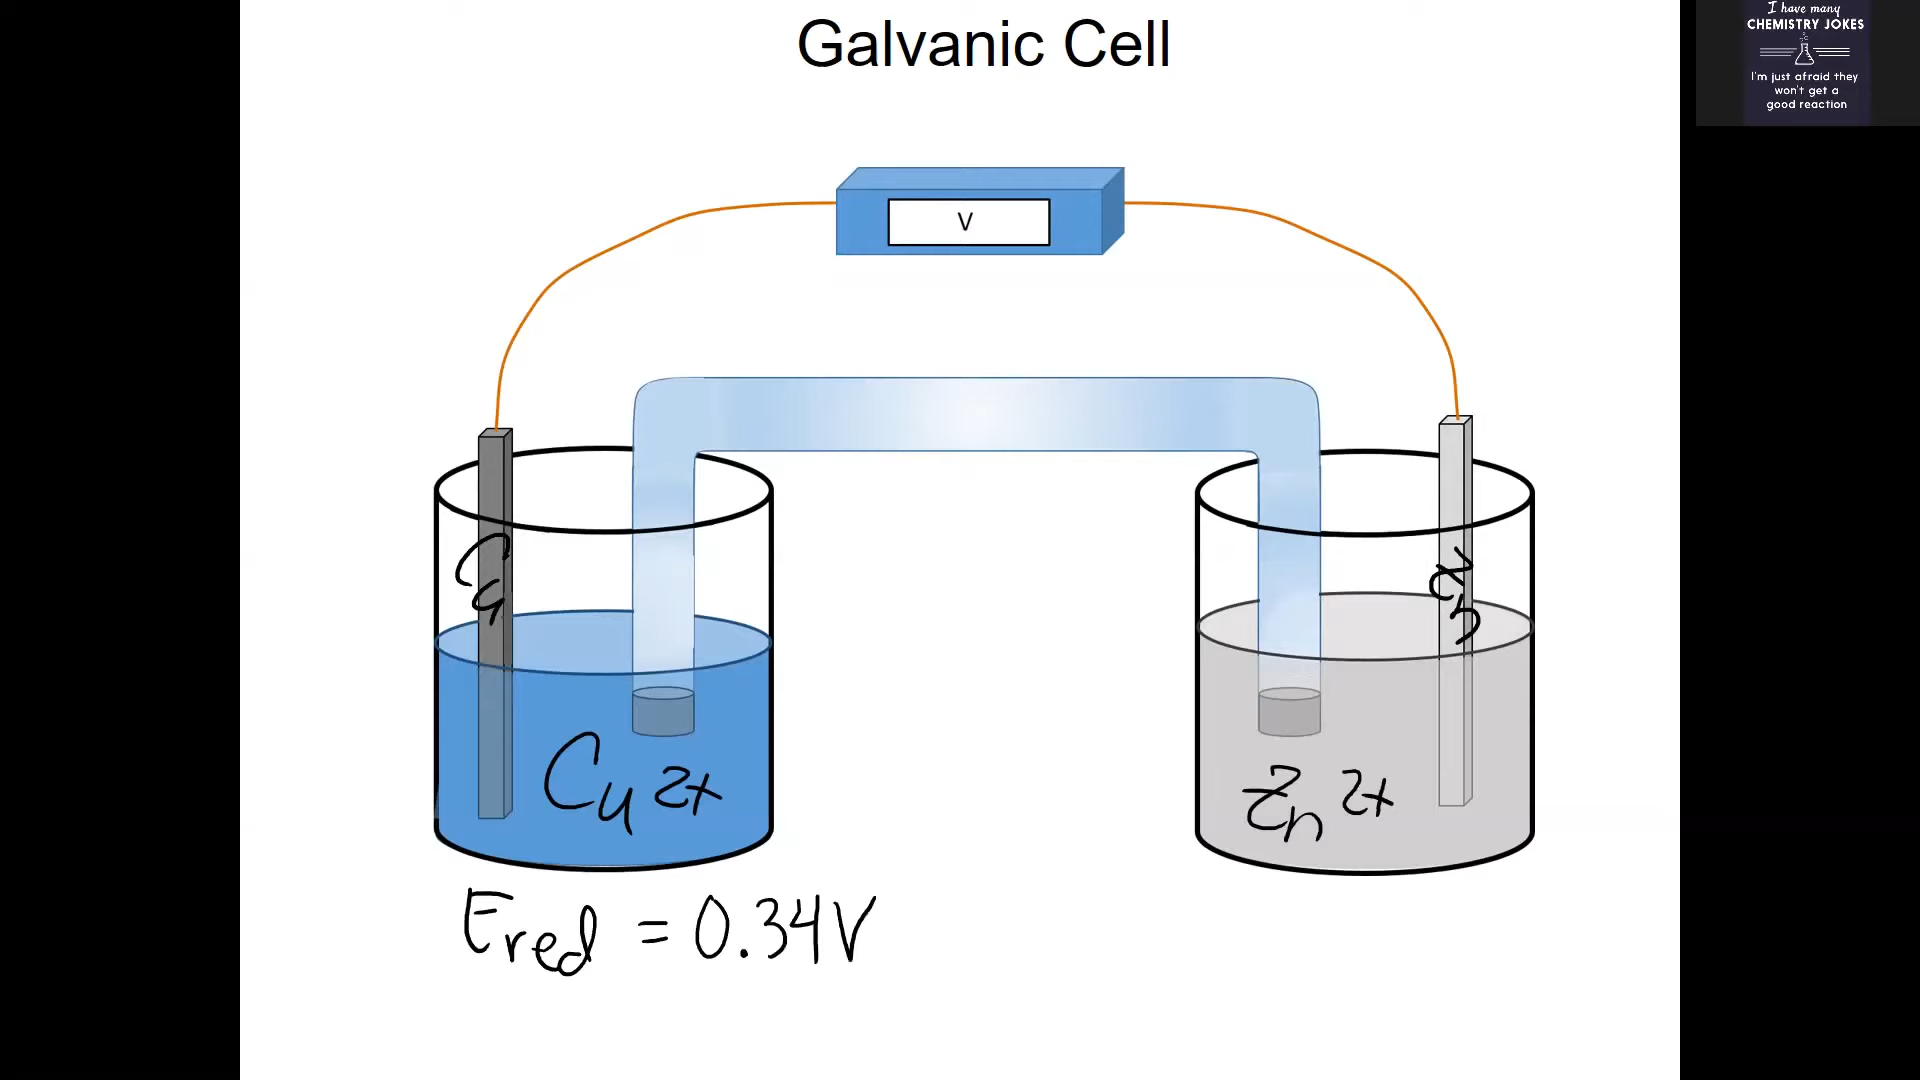 Galvanic Cell
I have many
CHEMISTRY JOKES
I'm just afraid they
won't get a
good reaction
V
Cu
Zn
Cu 2+
Zn 2+
Ered = 0.34V